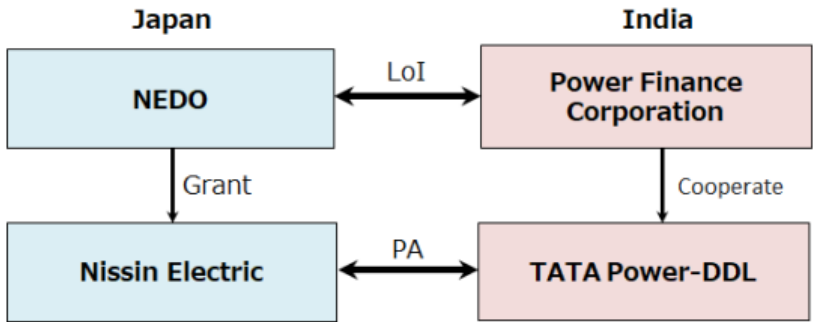 Japan
India
NEDO
LoI
Power Finance
Corporation
Grant
Cooperate
Nissin Electric
PA
TATA Power-DDL